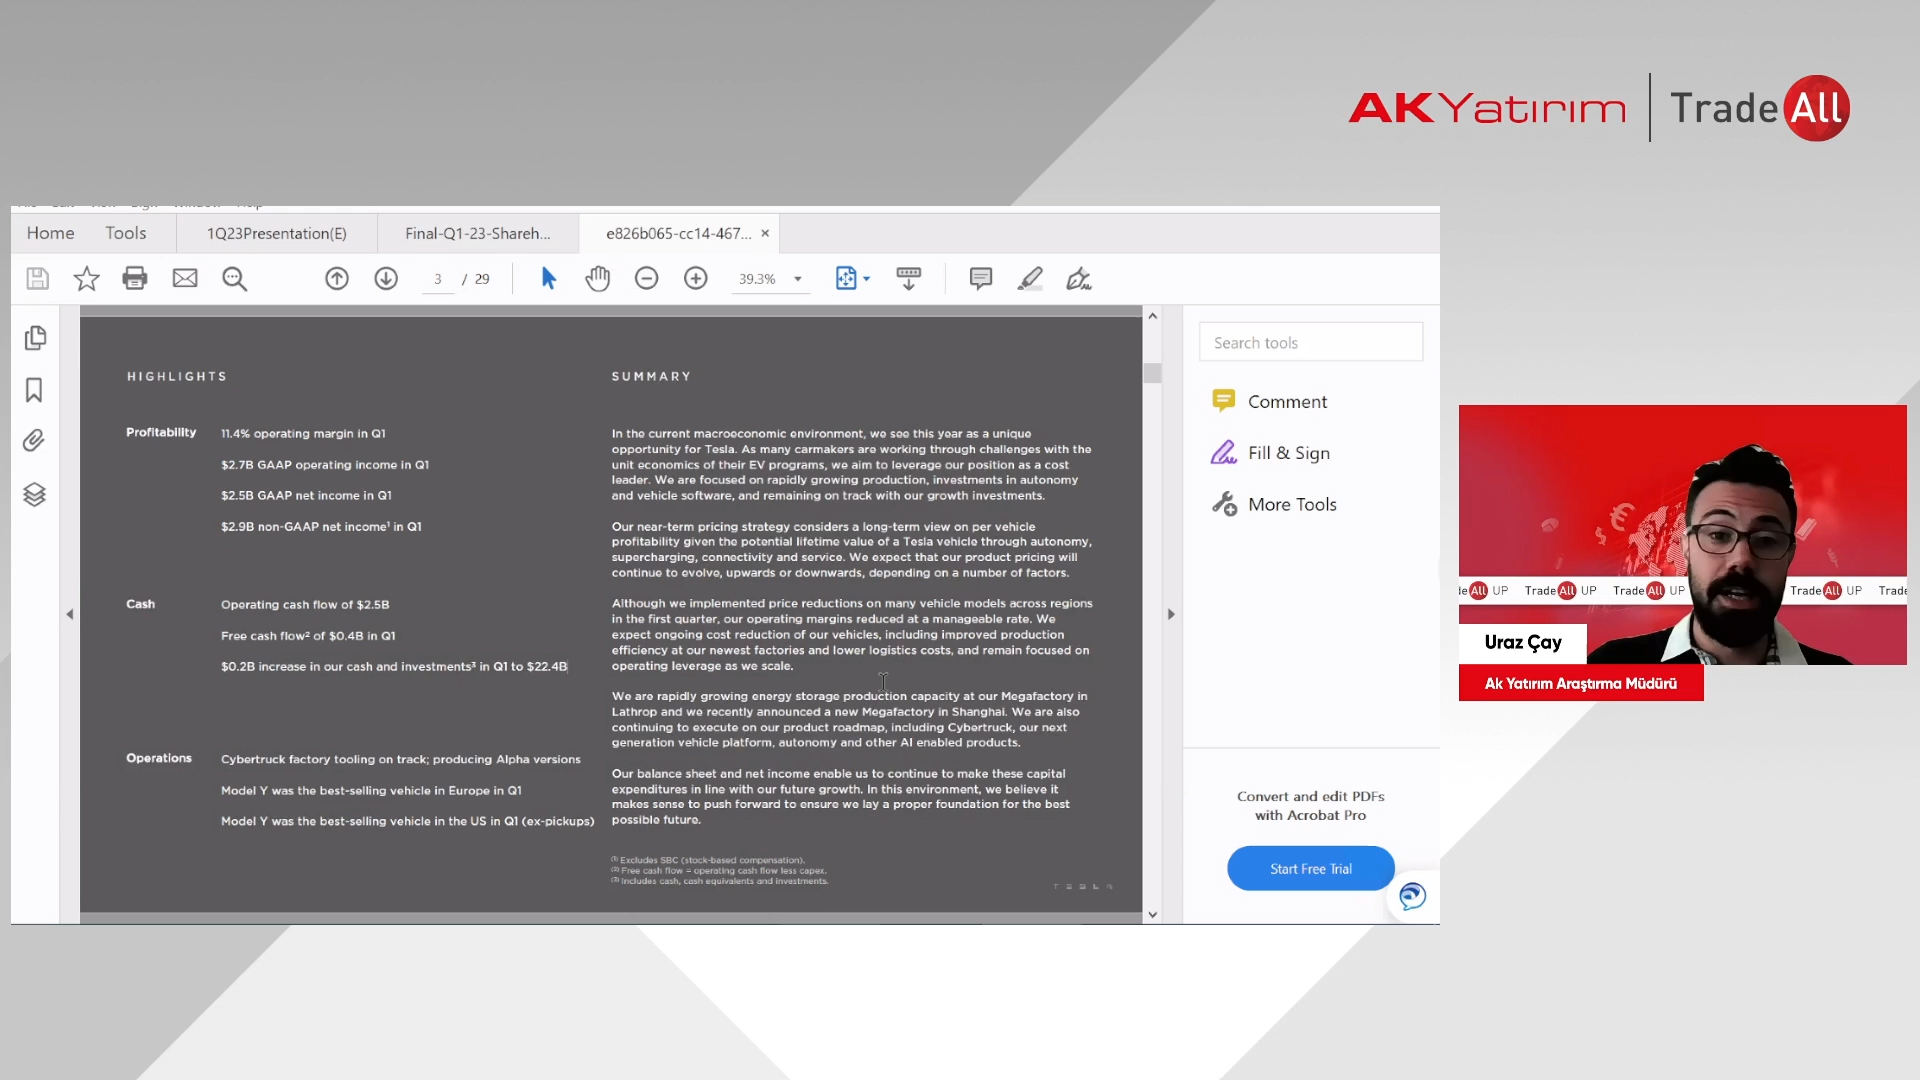 AKYatırım | TradeAll
Home Tools 1Q23Presentation(E) Final-Q1-23-Shareh... e826b065-cc14-467... ×
3 / 29 39.3%
HIGHLIGHTS
Profitability 11.4% operating margin in Q1
$2.7B GAAP operating income in Q1
$2.5B GAAP net income in Q1
$2.9B non-GAAP net income¹ in Q1
Cash Operating cash flow of $2.5B
Free cash flow² of $0.4B in Q1
$0.2B increase in our cash and investments³ in Q1 to $22.4B
Operations Cybertruck factory tooling on track; producing Alpha versions
Model Y was the best-selling vehicle in Europe in Q1
Model Y was the best-selling vehicle in the US in Q1 (ex-pickups)
SUMMARY
In the current macroeconomic environment, we see this year as a unique
opportunity for Tesla. As many carmakers are working through challenges with the
unit economics of their EV programs, we aim to leverage our position as a cost
leader. We are focused on rapidly growing production, investments in autonomy
and vehicle software, and remaining on track with our growth investments.
Our near-term pricing strategy considers a long-term view on per vehicle
profitability given the potential lifetime value of a Tesla vehicle through autonomy,
supercharging, connectivity and service. We expect that our product pricing will
continue to evolve, upwards or downwards, depending on a number of factors.
Although we implemented price reductions on many vehicle models across regions
in the first quarter, our operating margins reduced at a manageable rate. We
expect ongoing cost reduction of our vehicles, including improved production
efficiency at our newest factories and lower logistics costs, and remain focused on
operating leverage as we scale.
We are rapidly growing energy storage production capacity at our Megafactory in
Lathrop and we recently announced a new Megafactory in Shanghai. We are also
continuing to execute on our product roadmap, including Cybertruck, our next
generation vehicle platform, autonomy and other AI enabled products.
Our balance sheet and net income enable us to continue to make these capital
expenditures in line with our future growth. In this environment, we believe it
makes sense to push forward to ensure we lay a proper foundation for the best
possible future.
(1) Excludes SBC (stock-based compensation).
(2) Free cash flow = operating cash flow less capex.
(3) Includes cash, cash equivalents and investments.
TESLA
Search tools
Comment
Fill & Sign
More Tools
Convert and edit PDFs
with Acrobat Pro
Start Free Trial
de All UP TradeAll UP TradeAll UP TradeAll UP Trade
Uraz Çay
Ak Yatırım Araştırma Müdürü